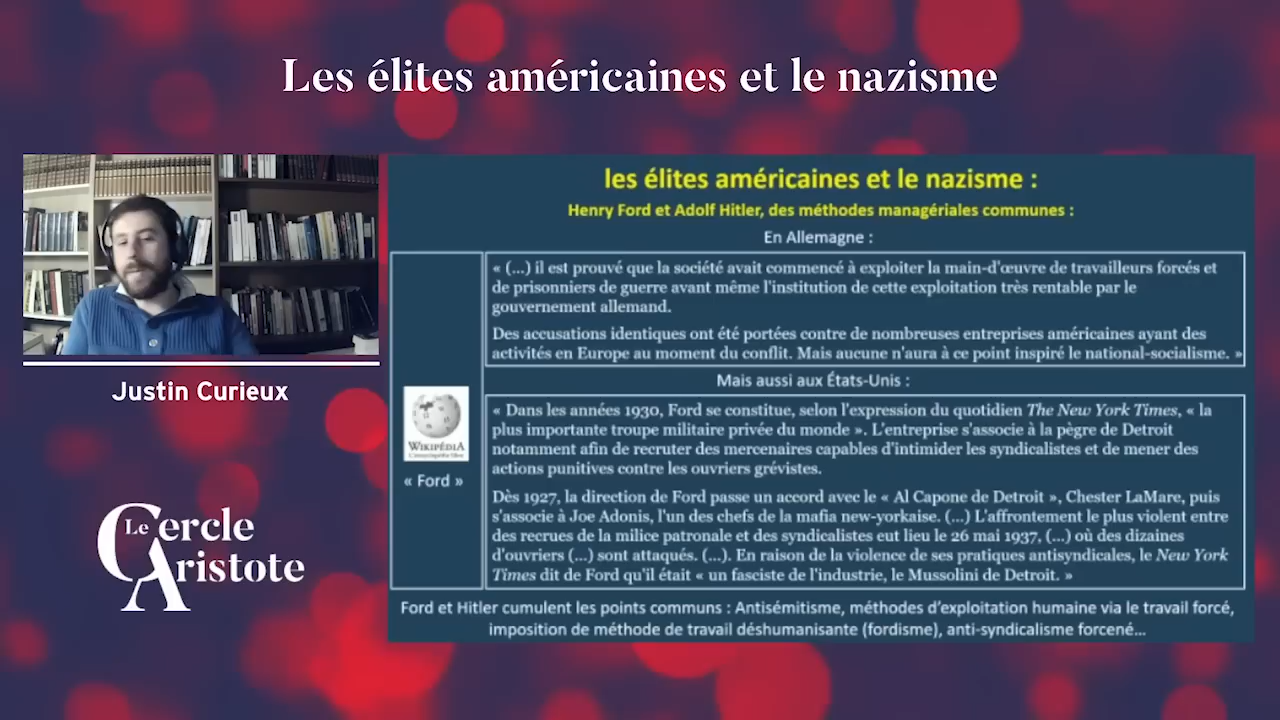 Les élites américaines et le nazisme
les élites américaines et le nazisme :
Henry Ford et Adolf Hitler, des méthodes managériales communes :
En Allemagne :
« (...) il est prouvé que la société avait commencé à exploiter la main-d'œuvre de travailleurs forcés et
de prisonniers de guerre avant même l'institution de cette exploitation très rentable par le
gouvernement allemand.
Des accusations identiques ont été portées contre de nombreuses entreprises américaines ayant des
activités en Europe au moment du conflit. Mais aucune n'aura à ce point inspiré le national-socialisme. »
Mais aussi aux États-Unis :
WIKIPÉDIA
L'encyclopédie libre
« Ford »
« Dans les années 1930, Ford se constitue, selon l'expression du quotidien The New York Times, « la
plus importante troupe militaire privée du monde ». L'entreprise s'associe à la pègre de Detroit
notamment afin de recruter des mercenaires capables d'intimider les syndicalistes et de mener des
actions punitives contre les ouvriers grévistes.
Dès 1927, la direction de Ford passe un accord avec le « Al Capone de Detroit », Chester LaMare, puis
s'associe à Joe Adonis, l'un des chefs de la mafia new-yorkaise. (...) L'affrontement le plus violent entre
des recrues de la milice patronale et des syndicalistes eut lieu le 26 mai 1937, (...) où des dizaines
d'ouvriers (...) sont attaqués. (...). En raison de la violence de ses pratiques antisyndicales, le New York
Times dit de Ford qu'il était « un fasciste de l'industrie, le Mussolini de Detroit. »
Ford et Hitler cumulent les points communs : Antisémitisme, méthodes d'exploitation humaine via le travail forcé,
imposition de méthode de travail déshumanisante (fordisme), anti-syndicalisme forcené...
Justin Curieux
Le Cercle
Aristote